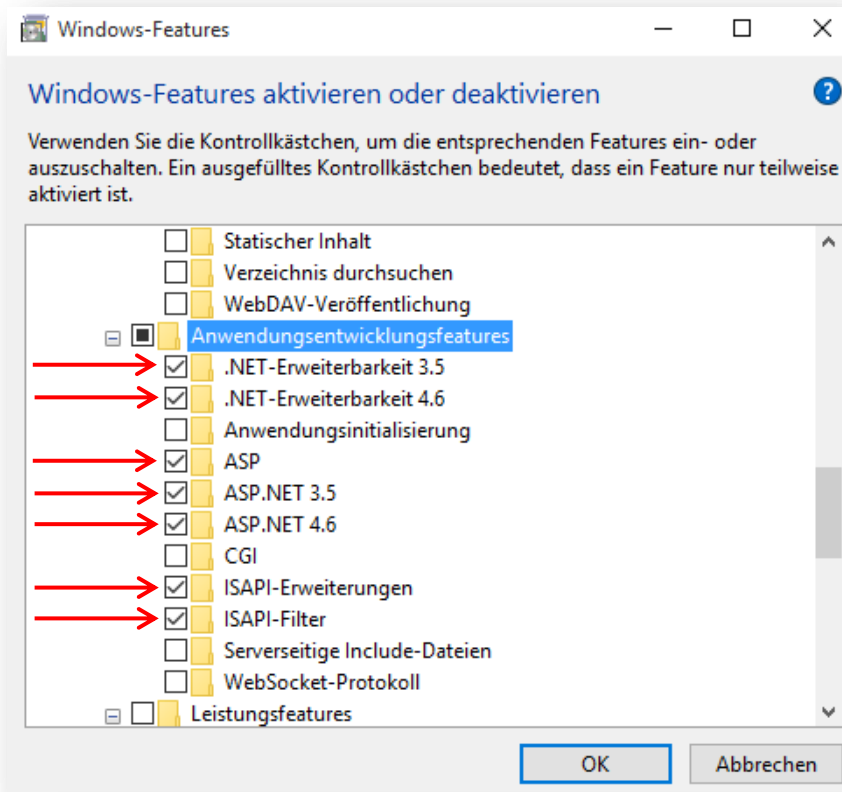 Windows-Features
Windows-Features aktivieren oder deaktivieren
?
Verwenden Sie die Kontrollkästchen, um die entsprechenden Features ein- oder
auszuschalten. Ein ausgefülltes Kontrollkästchen bedeutet, dass ein Feature nur teilweise
aktiviert ist.
Statischer Inhalt
Verzeichnis durchsuchen
WebDAV-Veröffentlichung
Anwendungsentwicklungsfeatures
.NET-Erweiterbarkeit 3.5
.NET-Erweiterbarkeit 4.6
Anwendungsinitialisierung
ASP
ASP.NET 3.5
ASP.NET 4.6
CGI
ISAPI-Erweiterungen
ISAPI-Filter
Serverseitige Include-Dateien
WebSocket-Protokoll
Leistungsfeatures
OK
Abbrechen